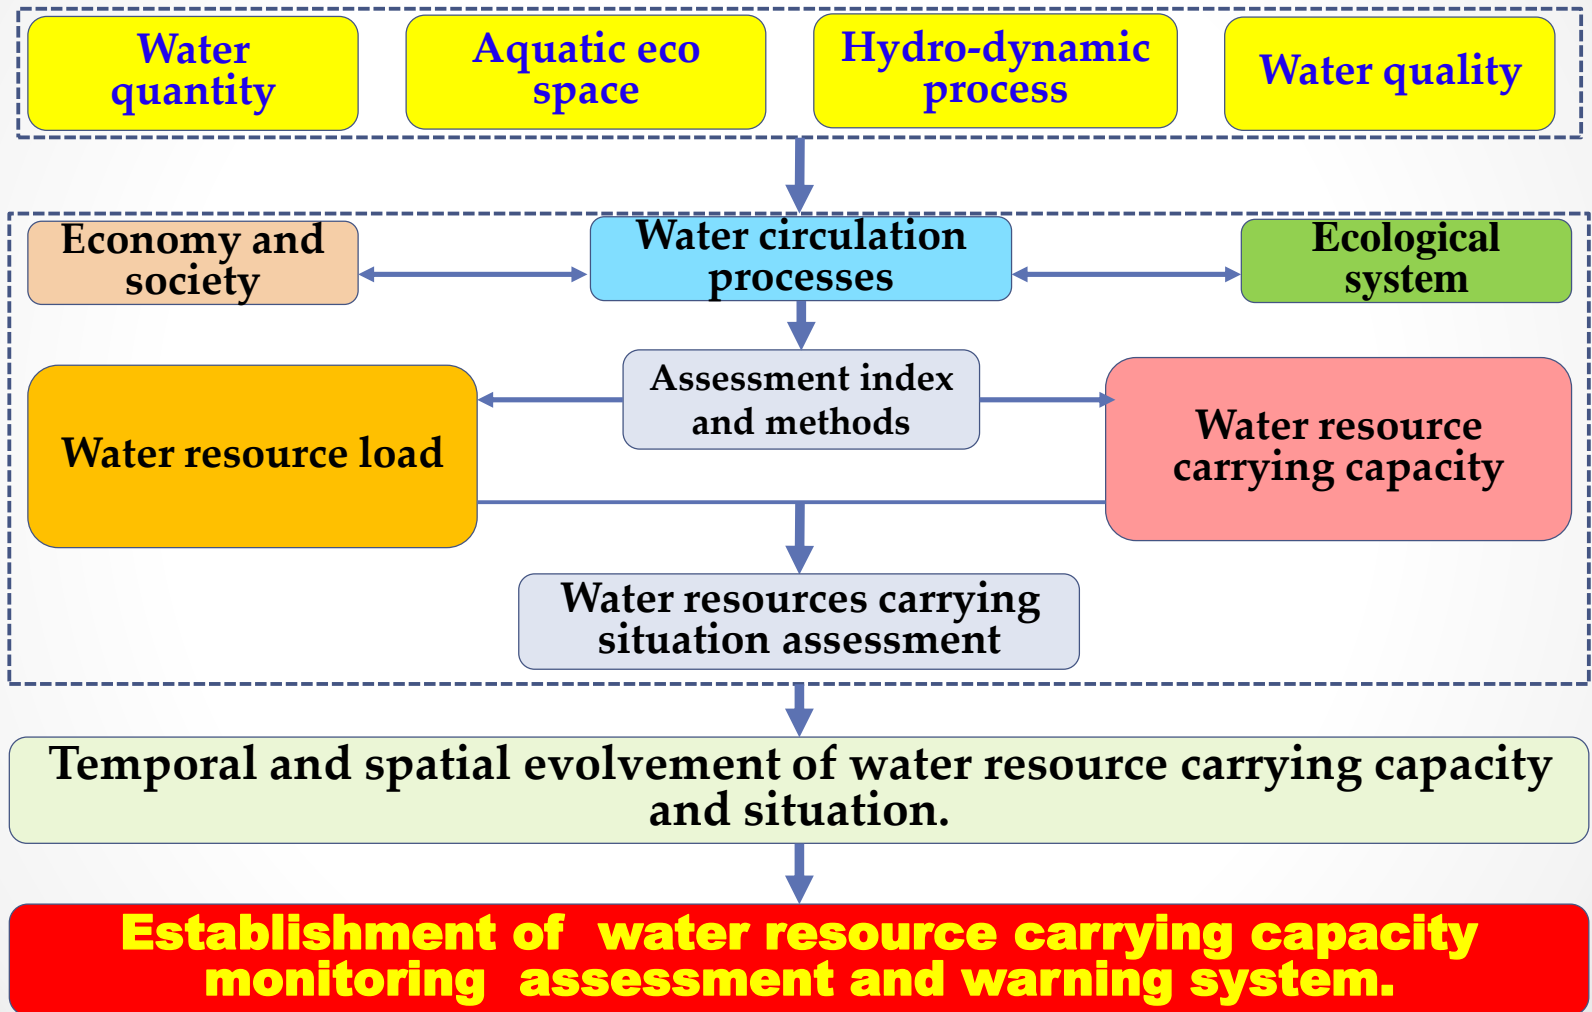 Water
quantity
Aquatic eco
space
Hydro-dynamic
process
Water quality
Economy and
society
Water circulation
processes
Ecological
system
Assessment index
and methods
Water resource load
Water resource
carrying capacity
Water resources carrying
situation assessment
Temporal and spatial evolvement of water resource carrying capacity
and situation.
Establishment of  water resource carrying capacity
monitoring  assessment and warning system.